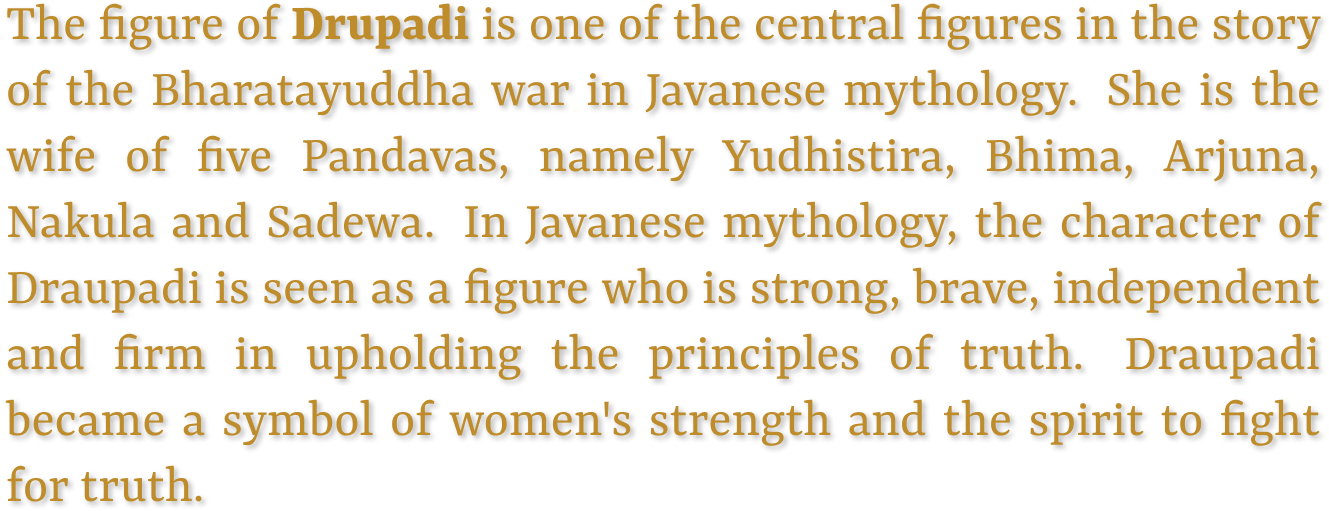 The figure of Drupadi is one of the central figures in the story
of the Bharatayuddha war in Javanese mythology. She is the
wife of five Pandavas, namely Yudhistira, Bhima, Arjuna,
Nakula and Sadewa. In Javanese mythology, the character of
Draupadi is seen as a figure who is strong, brave, independent
and firm in upholding the principles of truth. Draupadi
became a symbol of women's strength and the spirit to fight
for truth.